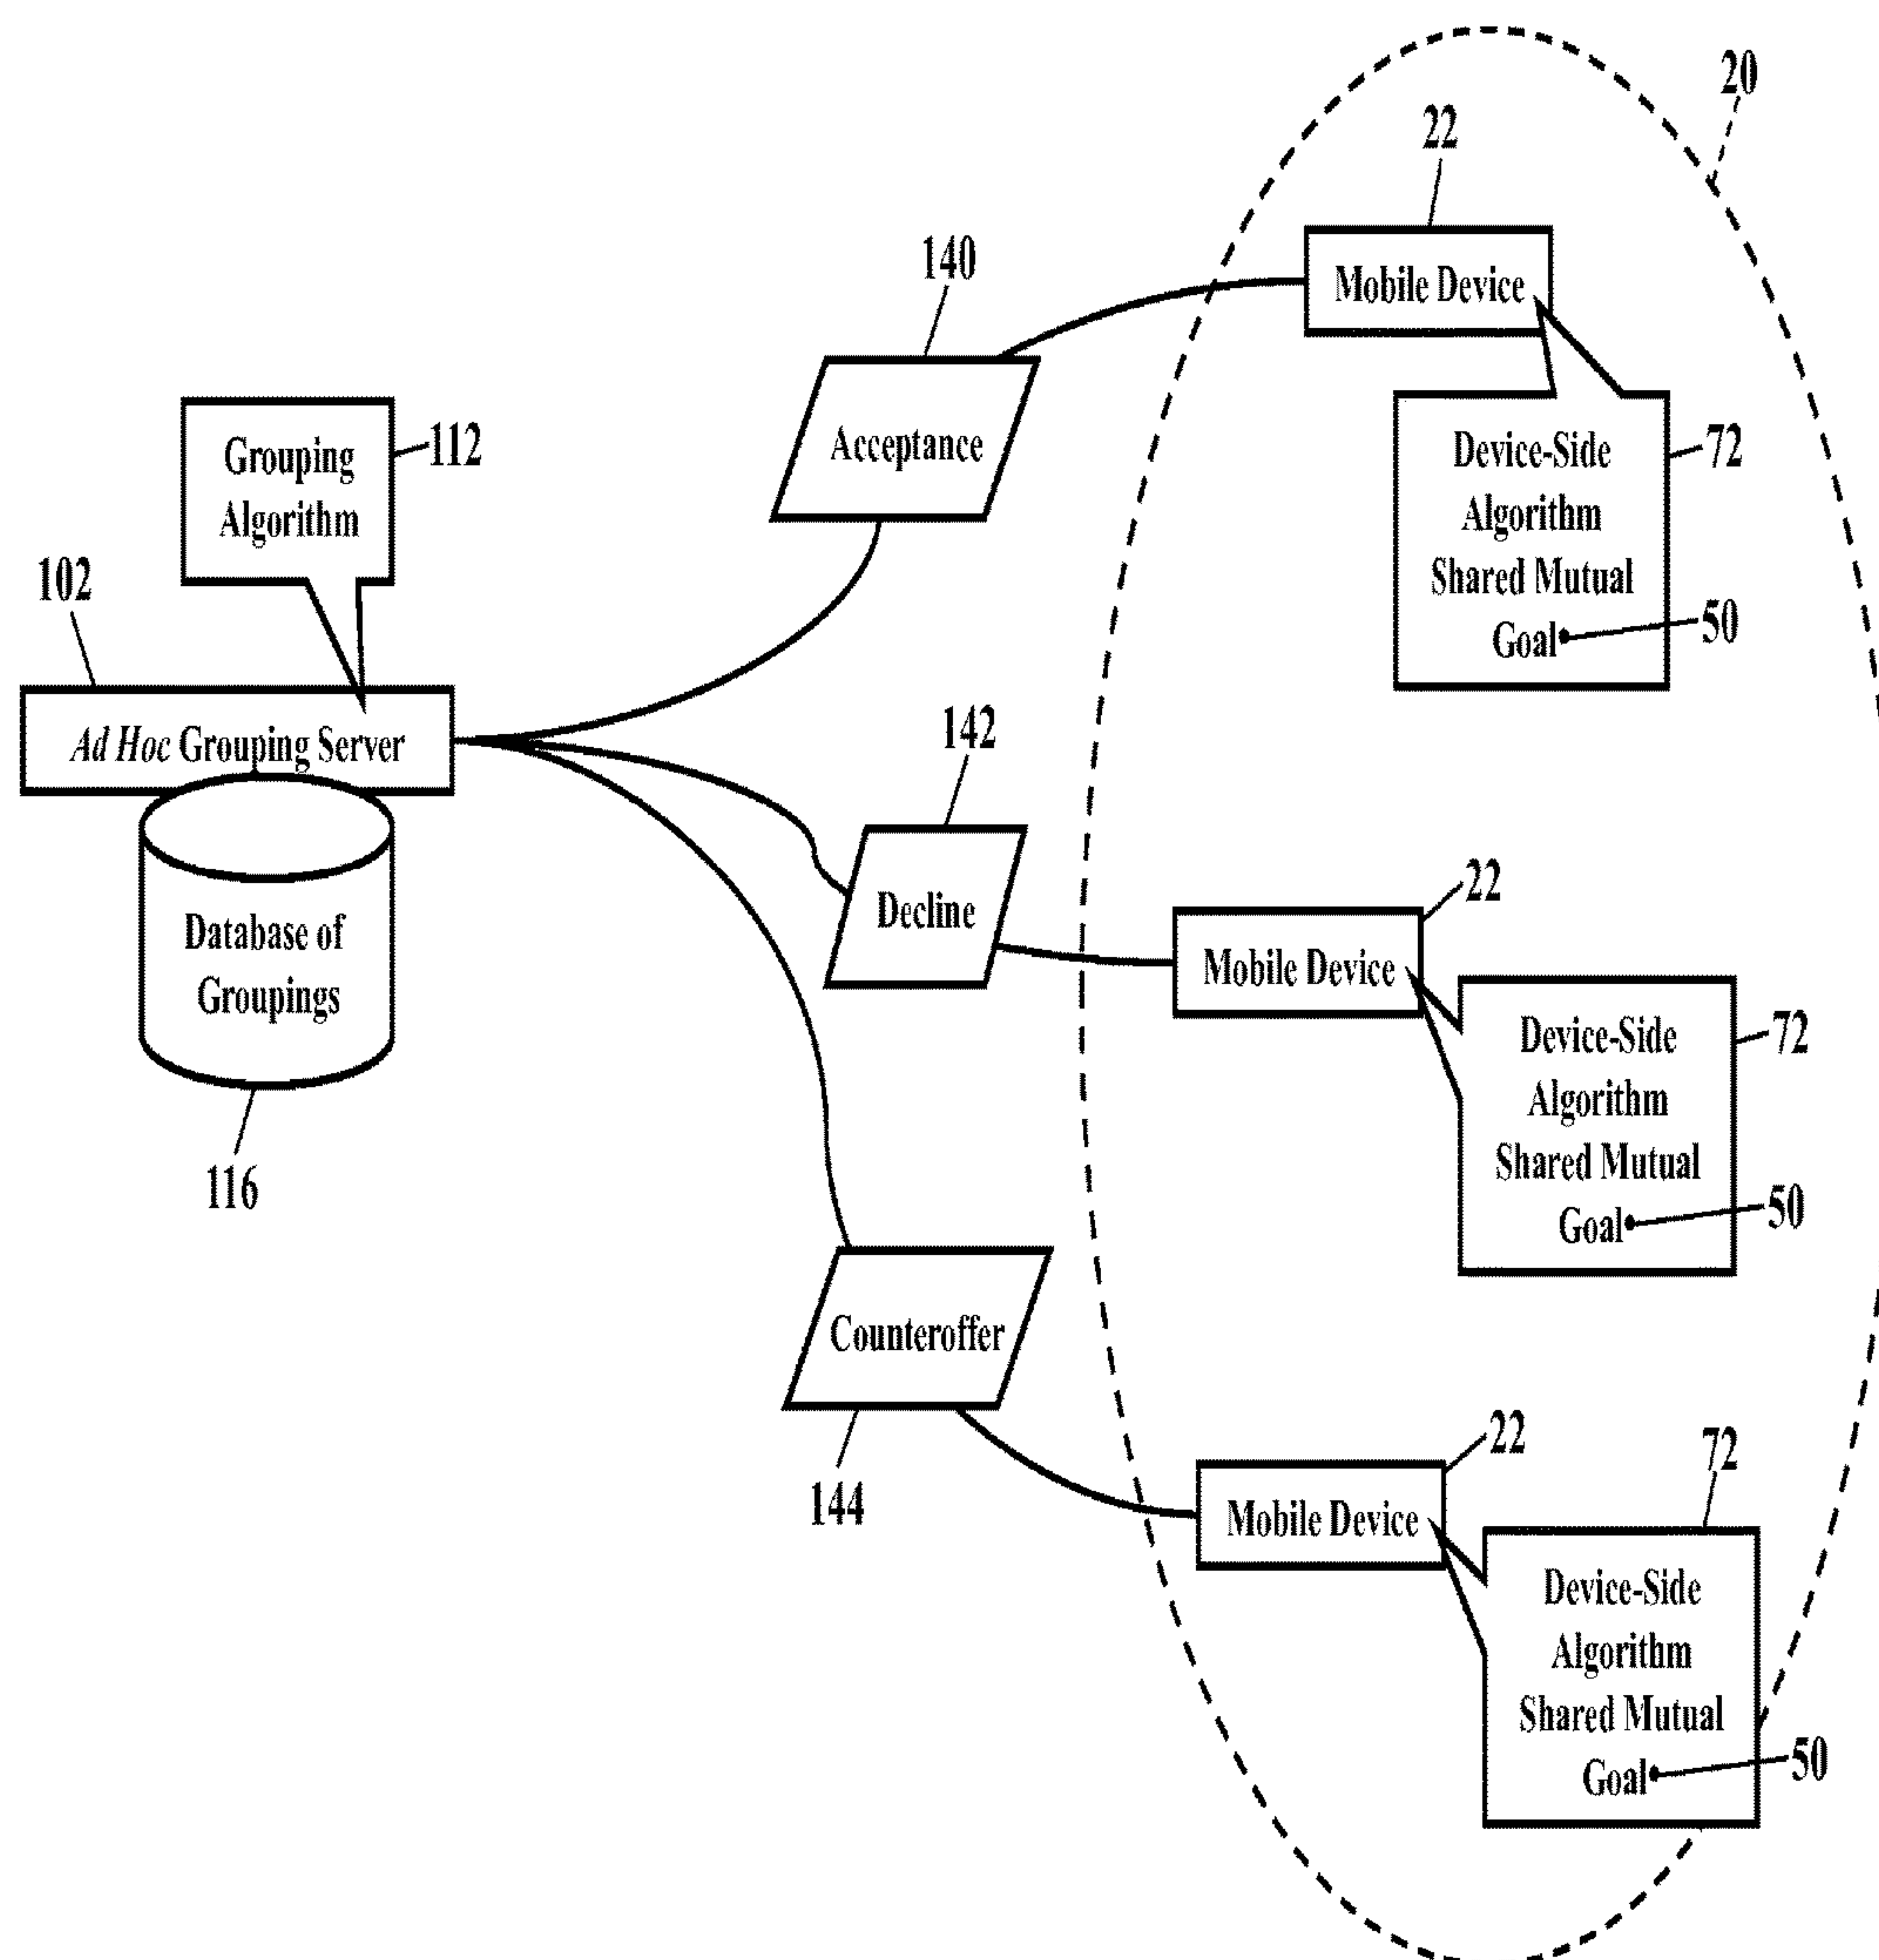 20
22
Mobile Device
140
Acceptance
Grouping
Algorithm
112
Device-Side
Algorithm
Shared Mutual
Goal
72
50
102
Ad Hoc Grouping Server
142
Decline
22
Mobile Device
Database of
Groupings
116
Device-Side
Algorithm
Shared Mutual
Goal
72
50
Counteroffer
144
22
Mobile Device
72
Device-Side
Algorithm
Shared Mutual
Goal
50